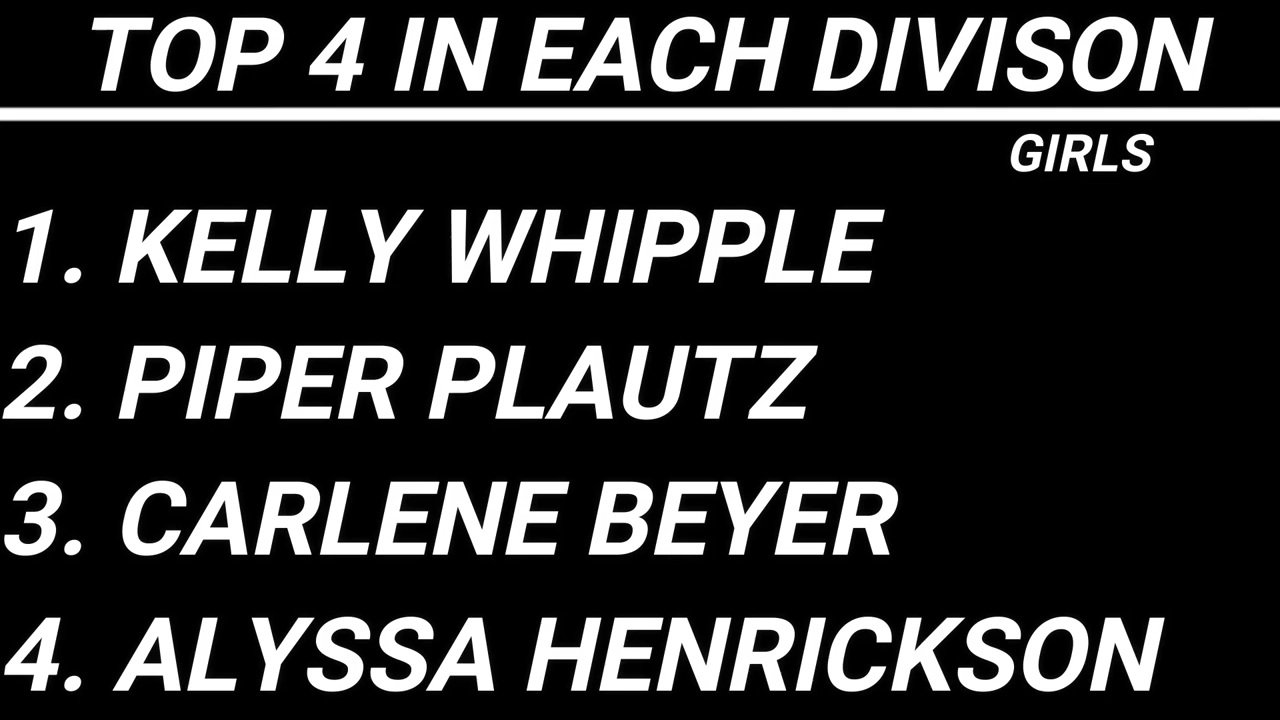 TOP 4 IN EACH DIVISON
GIRLS
1. KELLY WHIPPLE
2. PIPER PLAUTZ
3. CARLENE BEYER
4. ALYSSA HENRICKSON